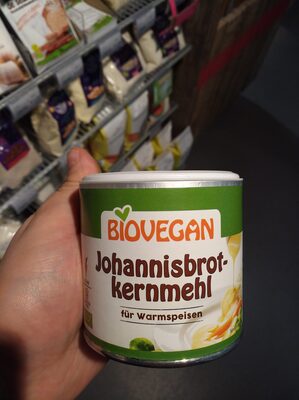 BIOVEGAN
Johannisbrot-
kernmehl
für Warmspeisen